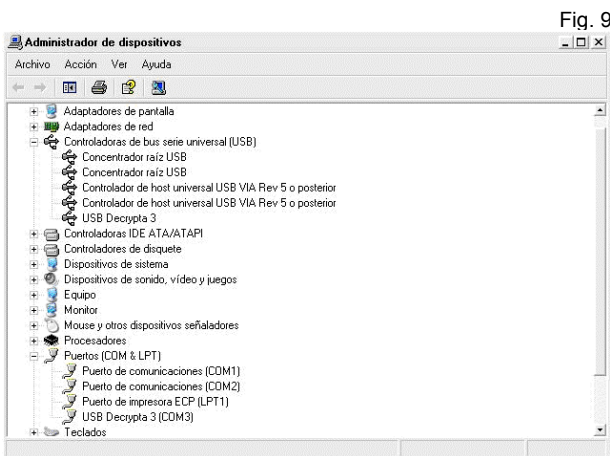 Fig. 9
Administrador de dispositivos
Archivo Acción Ver Ayuda
Adaptadores de pantalla
Adaptadores de red
Controladoras de bus serie universal (USB)
Concentrador raíz USB
Concentrador raíz USB
Controlador de host universal USB VIA Rev 5 o posterior
Controlador de host universal USB VIA Rev 5 o posterior
USB Decrypta 3
Controladoras IDE ATA/ATAPI
Controladores de disquete
Dispositivos de sistema
Dispositivos de sonido, vídeo y juegos
Equipo
Monitor
Mouse y otros dispositivos señaladores
Procesadores
Puertos (COM & LPT)
Puerto de comunicaciones (COM1)
Puerto de comunicaciones (COM2)
Puerto de impresora ECP (LPT1)
USB Decrypta 3 (COM3)
Teclados